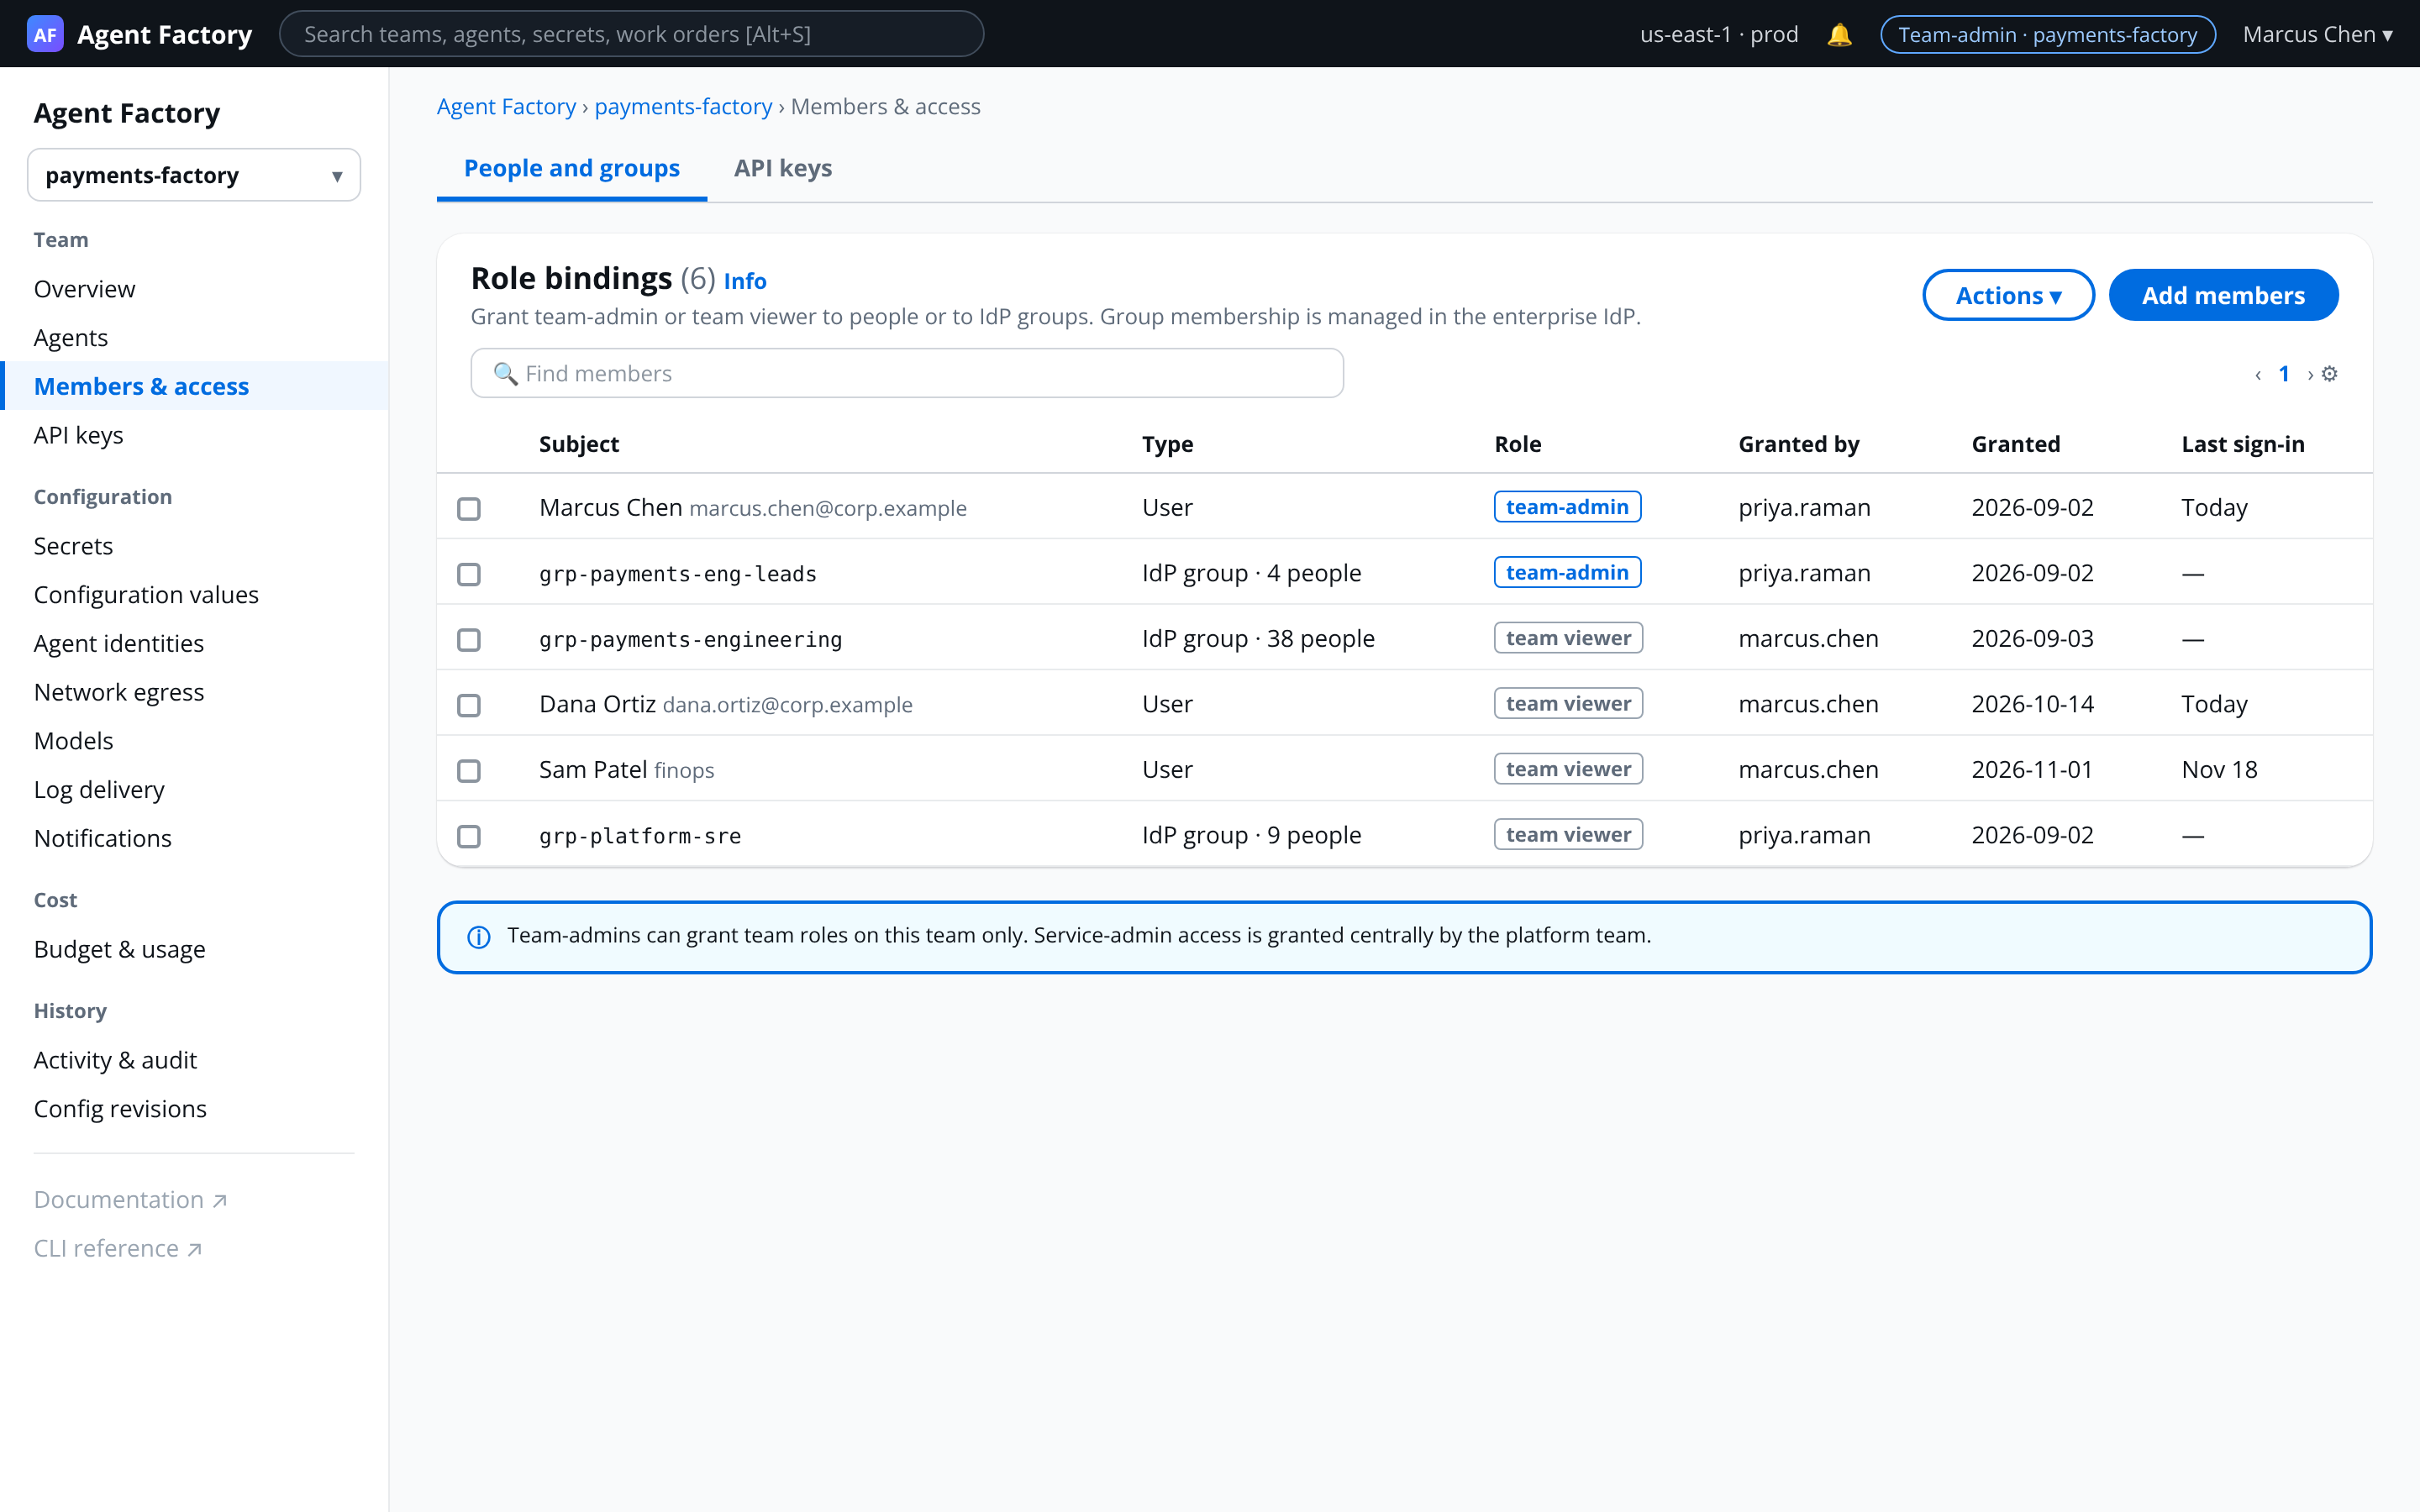 AF Agent Factory Search teams, agents, secrets, work orders [Alt+S] us-east-1 · prod 🔔 Team-admin · payments-factory Marcus Chen ▾
Agent Factory
payments-factory ▾
Team
Overview
Agents
Members & access
API keys
Configuration
Secrets
Configuration values
Agent identities
Network egress
Models
Log delivery
Notifications
Cost
Budget & usage
History
Activity & audit
Config revisions
Documentation ↗
CLI reference ↗
Agent Factory › payments-factory › Members & access
People and groups API keys
Role bindings (6) Info
Grant team-admin or team viewer to people or to IdP groups. Group membership is managed in the enterprise IdP.
Actions ▾ Add members
🔍 Find members ‹ 1 › ⚙
Subject Type Role Granted by Granted Last sign-in
Marcus Chen marcus.chen@corp.example User team-admin priya.raman 2026-09-02 Today
grp-payments-eng-leads IdP group · 4 people team-admin priya.raman 2026-09-02 —
grp-payments-engineering IdP group · 38 people team viewer marcus.chen 2026-09-03 —
Dana Ortiz dana.ortiz@corp.example User team viewer marcus.chen 2026-10-14 Today
Sam Patel finops User team viewer marcus.chen 2026-11-01 Nov 18
grp-platform-sre IdP group · 9 people team viewer priya.raman 2026-09-02 —
ⓘ Team-admins can grant team roles on this team only. Service-admin access is granted centrally by the platform team.